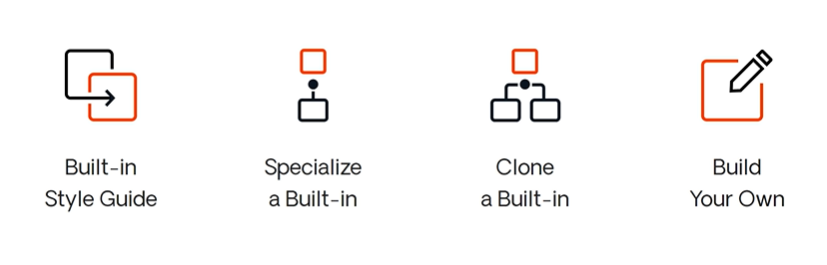 Built-in
Style Guide
Specialize
a Built-in
Clone
a Built-in
Build
Your Own